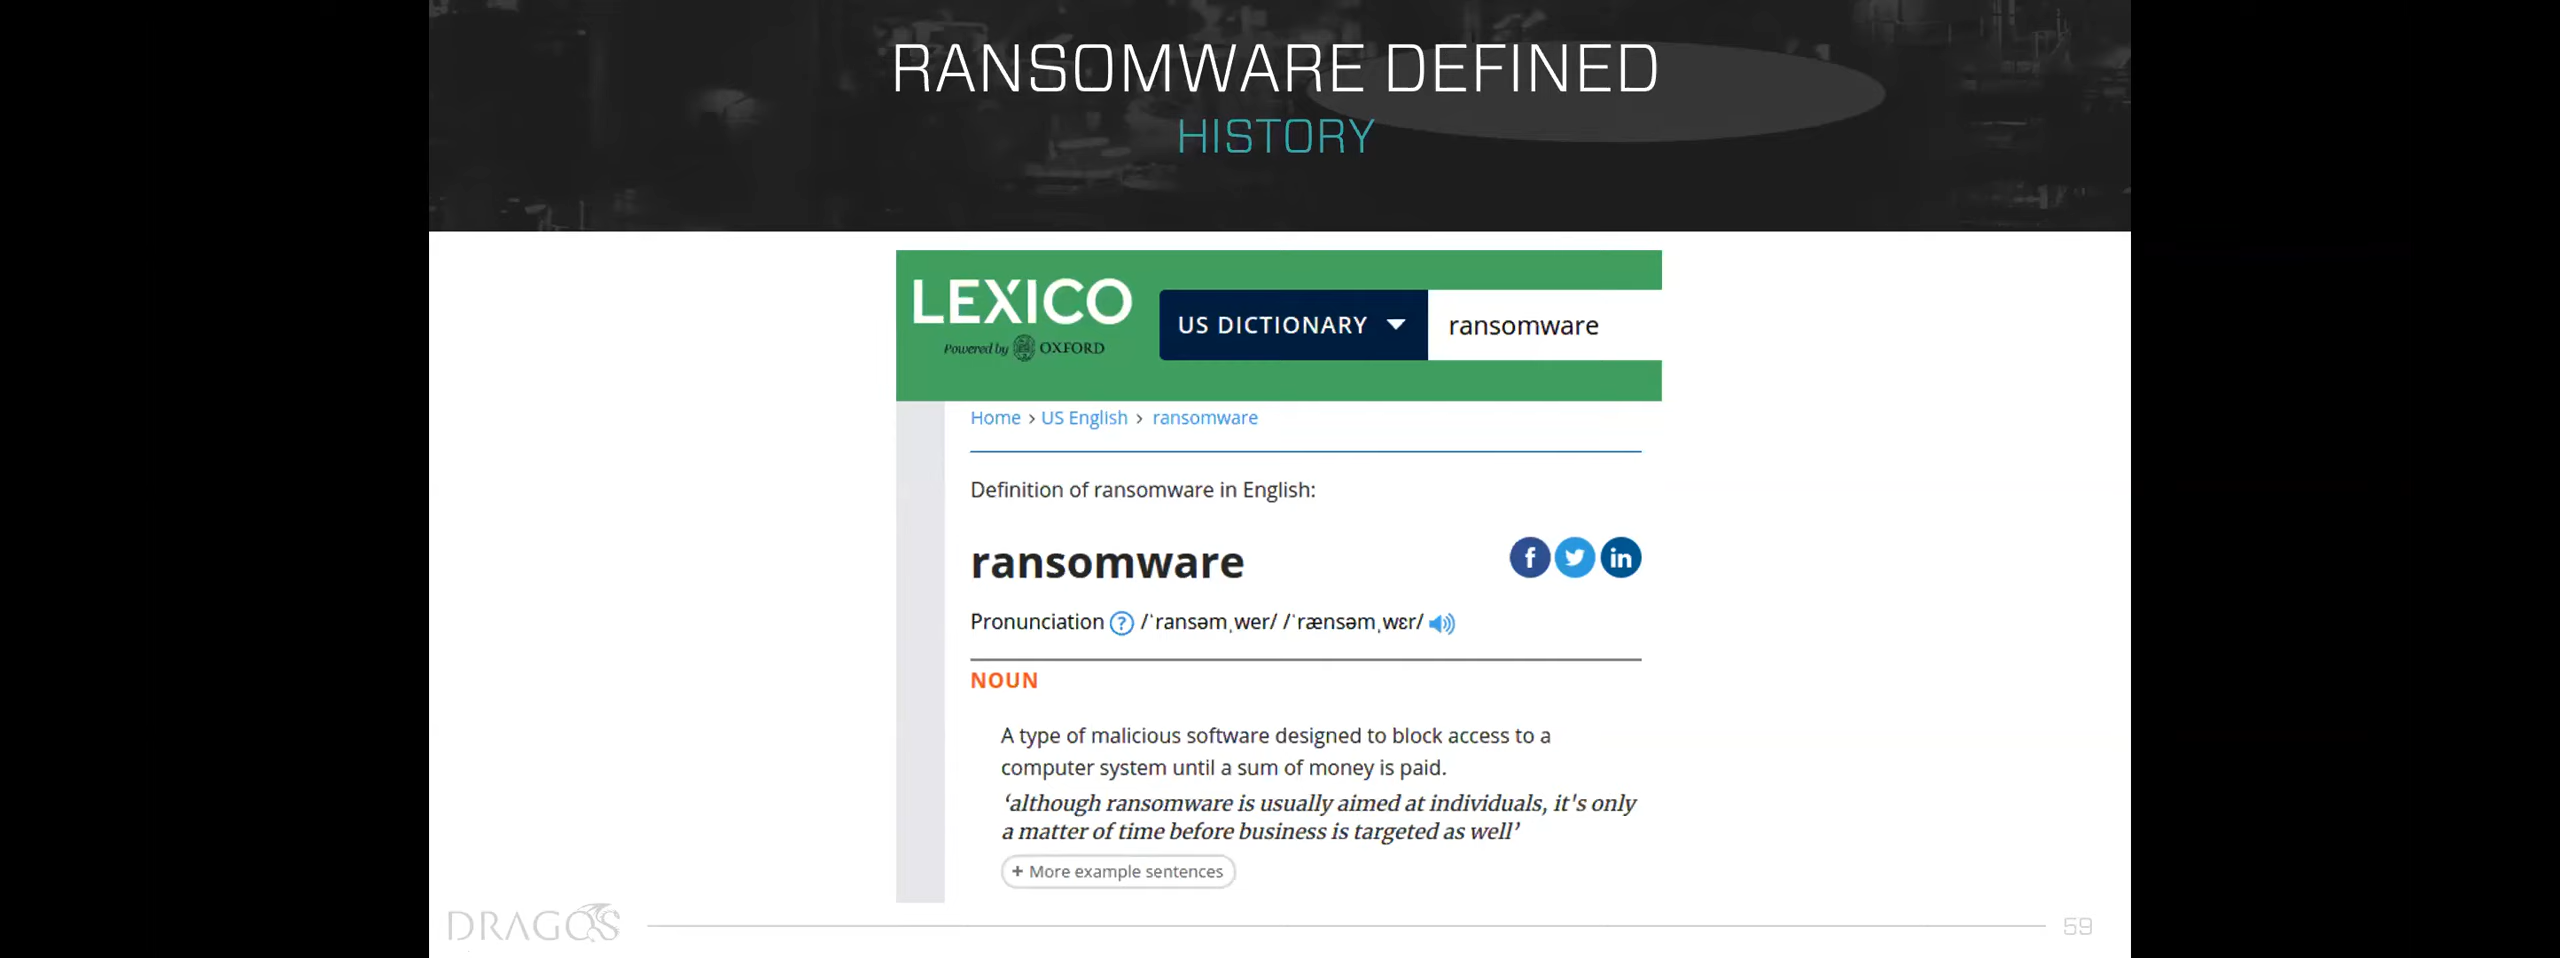 RANSOMWARE DEFINED
HISTORY
LEXICO
Powered by OXFORD
US DICTIONARY
ransomware
Home > US English > ransomware
Definition of ransomware in English:
ransomware
f
in
Pronunciation ? /ˈransəmˌwer/ /ˈrænsəmˌwɛr/
NOUN
A type of malicious software designed to block access to a
computer system until a sum of money is paid.
‘although ransomware is usually aimed at individuals, it's only
a matter of time before business is targeted as well’
+ More example sentences
DRAGOS
59